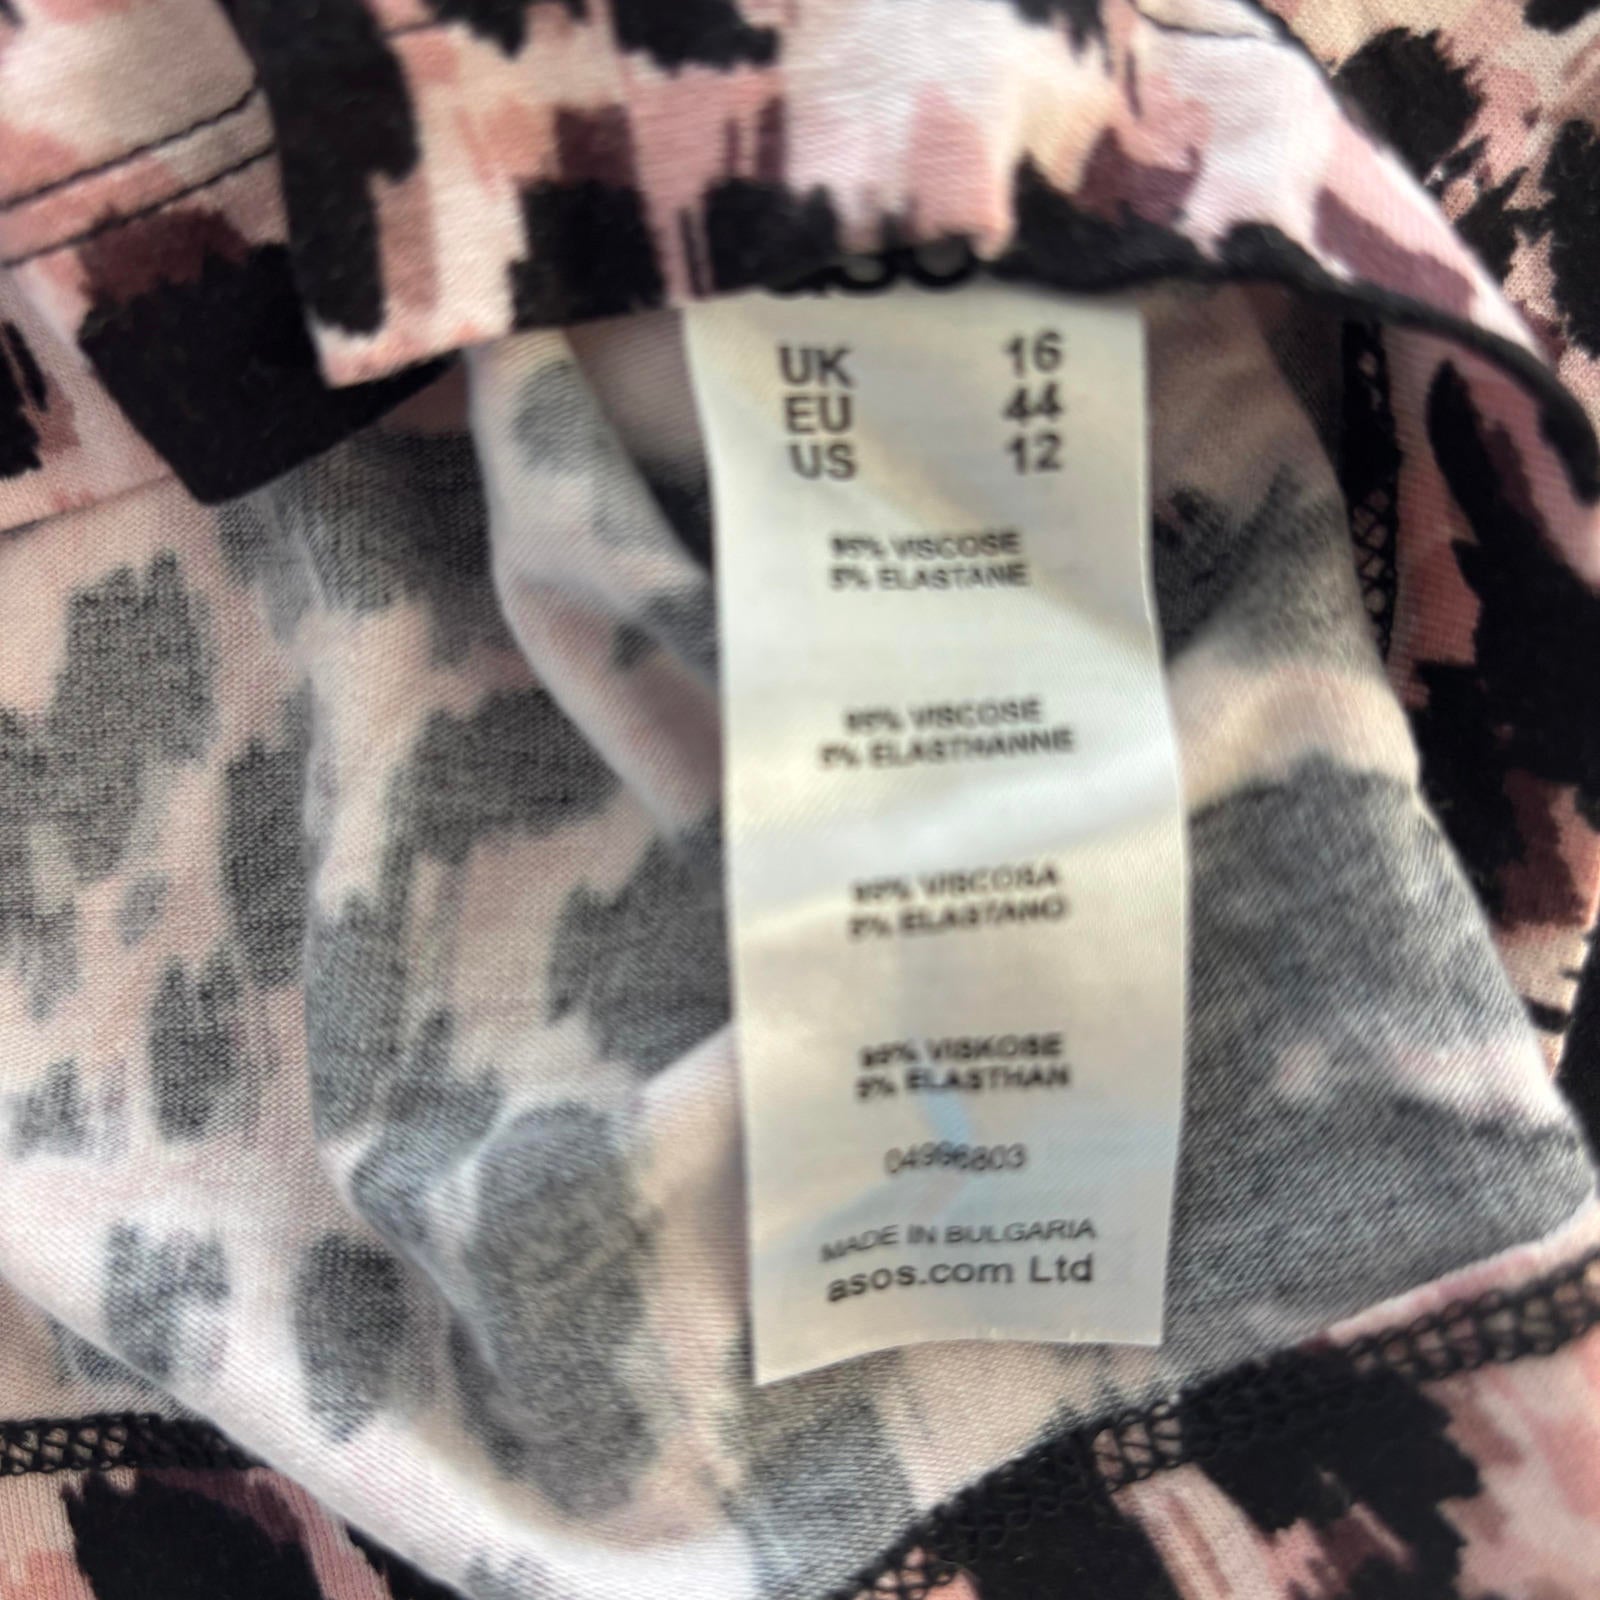 UK 16
EU 44
US 12
95% VISCOSE
5% ELASTANE
95% VISCOSE
5% ELASTHANNE
95% VISCOSA
5% ELASTANO
95% VISKOSE
5% ELASTHAN
04996803
MADE IN BULGARIA
asos.com Ltd